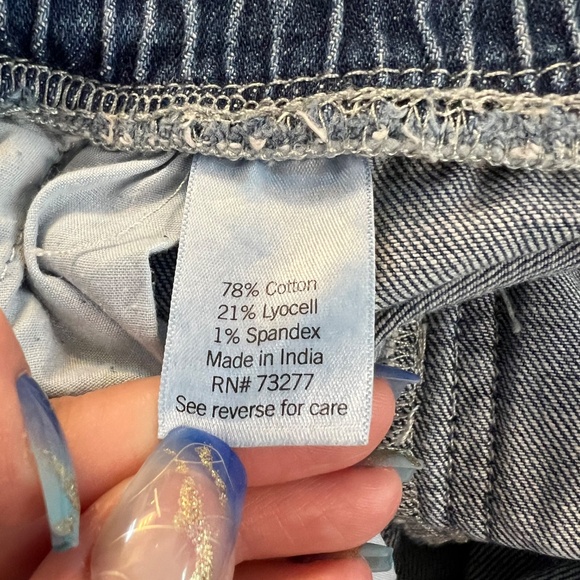 78% Cotton
21% Lyocell
1% Spandex
Made in India
RN# 73277
See reverse for care